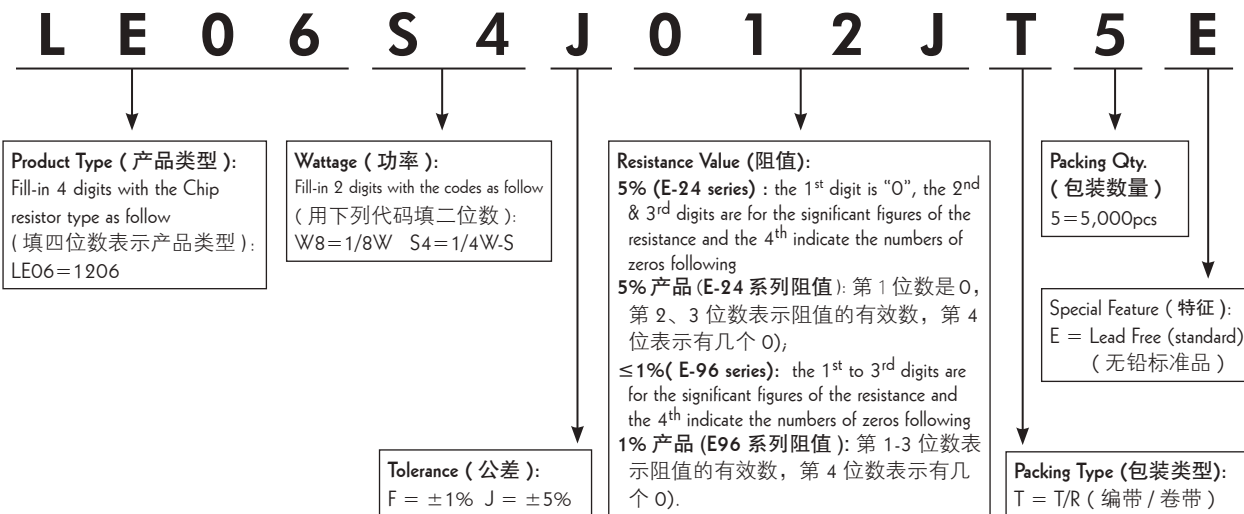 L E 0 6 S 4 J 0 1 2 J T 5 E
Product Type ( 产品类型 ):
Fill-in 4 digits with the Chip
resistor type as follow
( 填四位数表示产品类型 ):
LE06=1206
Wattage ( 功率 ):
Fill-in 2 digits with the codes as follow
( 用下列代码填二位数 ):
W8=1/8W S4=1/4W-S
Tolerance ( 公差 ):
F = ±1% J = ±5%
Resistance Value (阻值):
5% (E-24 series) : the 1st digit is “0”, the 2nd
& 3rd digits are for the significant figures of the
resistance and the 4th indicate the numbers of
zeros following
5% 产品 (E-24 系列阻值 ): 第 1 位数是 0,
第 2、3 位数表示阻值的有效数，第 4
位表示有几个 0);
≤1%( E-96 series): the 1st to 3rd digits are
for the significant figures of the resistance and
the 4th indicate the numbers of zeros following
1% 产品 (E96 系列阻值 ): 第 1-3 位数表
示阻值的有效数，第 4 位数表示有几
个 0).
Packing Type (包装类型):
T = T/R ( 编带 / 卷带 )
Packing Qty.
( 包装数量 )
5=5,000pcs
Special Feature ( 特征 ):
E = Lead Free (standard)
( 无铅标准品 )